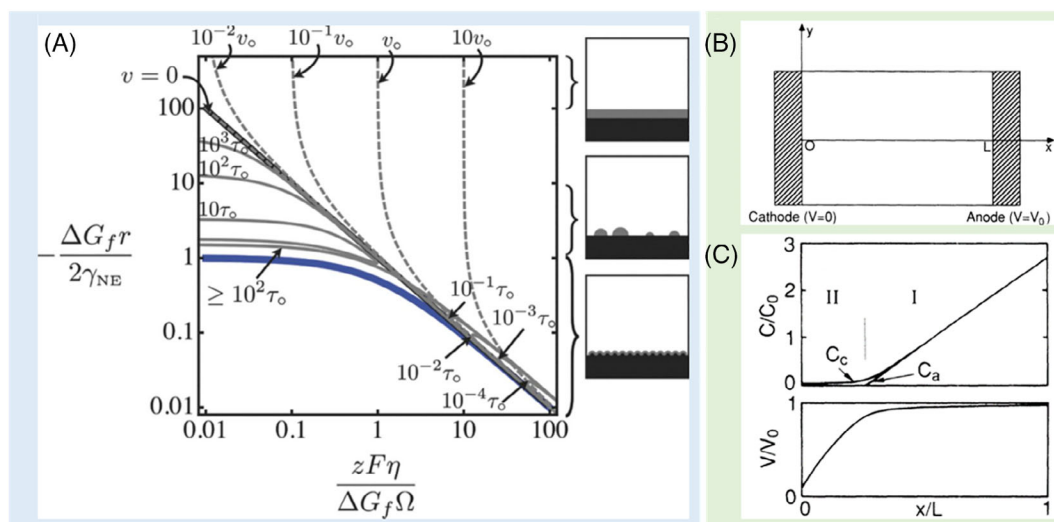 (A)
10⁻²v∘ 10⁻¹v∘ v∘ 10v∘
v = 0
100
10
1
0.1
0.01
10³τ∘
10²τ∘
10τ∘
≥ 10²τ∘
10⁻¹τ∘
10⁻³τ∘
10⁻²τ∘
10⁻⁴τ∘
−ΔG_f r / 2γ_NE
0.01 0.1 1 10 100
zFη / ΔG_f Ω
(B)
y
O L x
Cathode (V=0) Anode (V=V₀)
(C)
3
2
1
0
C/C₀
II I
C_c C_a
1
0
V/V₀
0 x/L 1